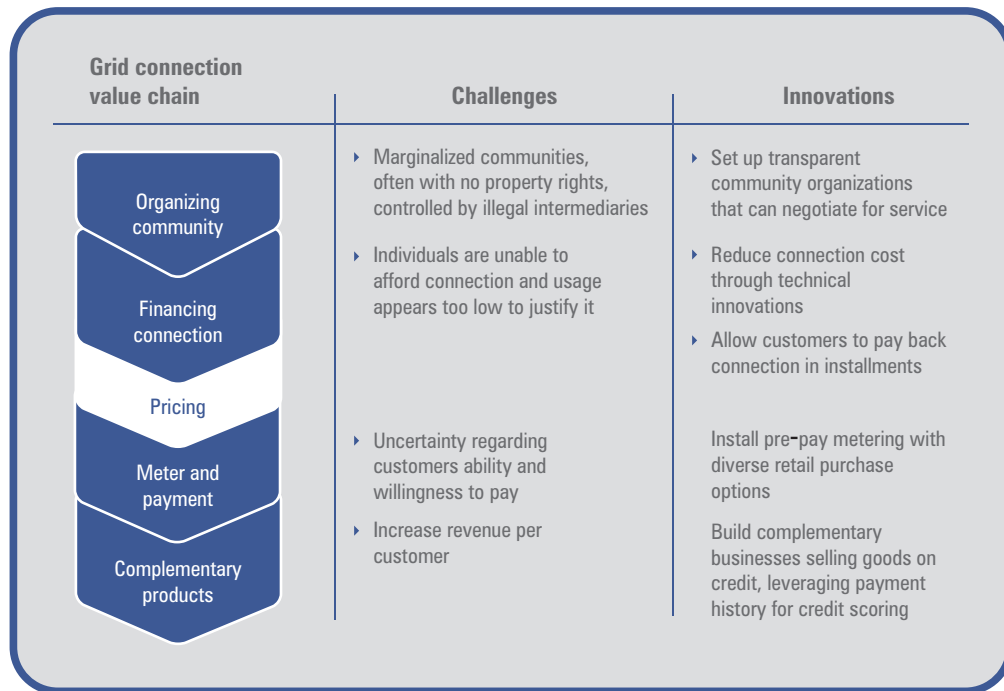 Grid connection
value chain
Challenges
Innovations
Organizing
community
▸ Marginalized communities,
often with no property rights,
controlled by illegal intermediaries
▸ Set up transparent
community organizations
that can negotiate for service
Financing
connection
▸ Individuals are unable to
afford connection and usage
appears too low to justify it
▸ Reduce connection cost
through technical
innovations
▸ Allow customers to pay back
connection in installments
Pricing
Meter and
payment
▸ Uncertainty regarding
customers ability and
willingness to pay
Install pre-pay metering with
diverse retail purchase
options
Complementary
products
▸ Increase revenue per
customer
Build complementary
businesses selling goods on
credit, leveraging payment
history for credit scoring